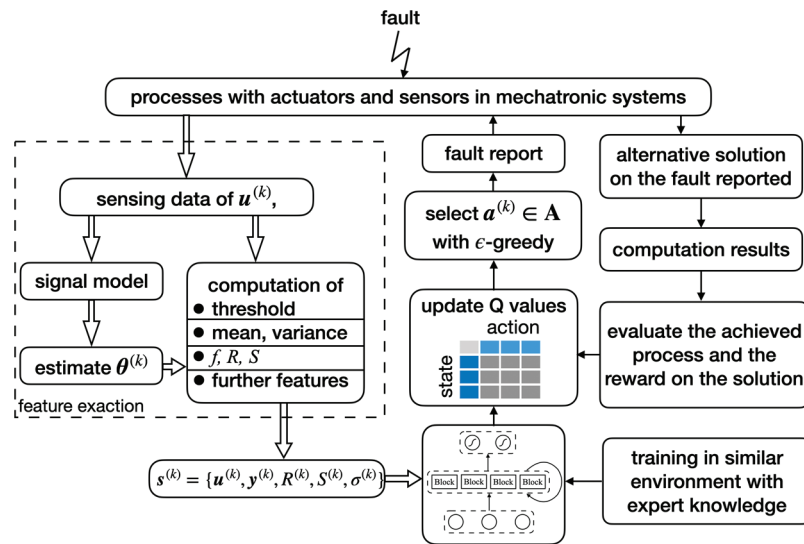 fault
processes with actuators and sensors in mechatronic systems
sensing data of 𝒖⁽ᵏ⁾,
signal model
estimate 𝜽⁽ᵏ⁾
computation of
● threshold
● mean, variance
● f, R, S
● further features
feature exaction
𝒔⁽ᵏ⁾ = {𝒖⁽ᵏ⁾, 𝒚⁽ᵏ⁾, R⁽ᵏ⁾, S⁽ᵏ⁾, σ⁽ᵏ⁾}
fault report
select 𝒂⁽ᵏ⁾ ∈ A
with ϵ-greedy
update Q values
action
state
Block Block Block Block
alternative solution
on the fault reported
computation results
evaluate the achieved
process and the
reward on the solution
training in similar
environment with
expert knowledge